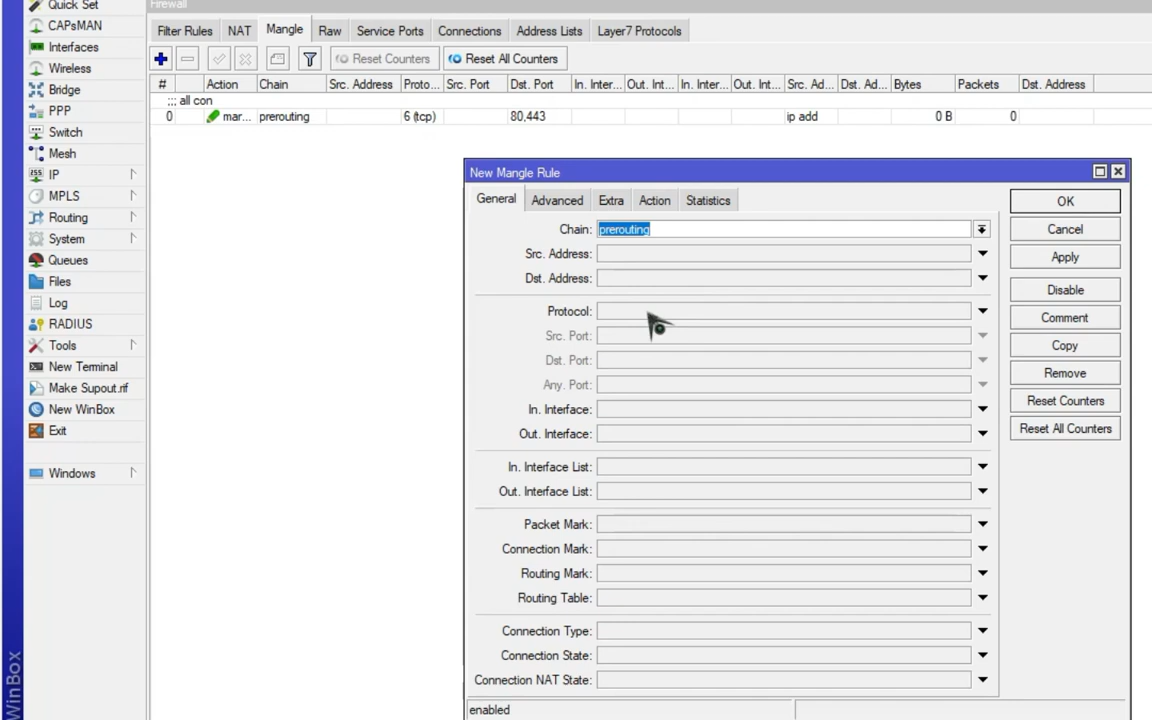 Quick Set
Firewall
CAPsMAN
Interfaces
Wireless
Bridge
PPP
Switch
Mesh
IP
MPLS
Routing
System
Queues
Files
Log
RADIUS
Tools
New Terminal
Make Supout.rif
New WinBox
Exit
Windows
WinBox
Filter Rules NAT Mangle Raw Service Ports Connections Address Lists Layer7 Protocols
Reset Counters Reset All Counters
# Action Chain Src. Address Proto... Src. Port Dst. Port In. Inter... Out. Int... In. Inter... Out. Int... Src. Ad... Dst. Ad... Bytes Packets Dst. Address
;;; all con
0 mar... prerouting 6 (tcp) 80,443 ip add 0 B 0
New Mangle Rule
General Advanced Extra Action Statistics
Chain: prerouting
Src. Address:
Dst. Address:
Protocol:
Src. Port:
Dst. Port:
Any. Port:
In. Interface:
Out. Interface:
In. Interface List:
Out. Interface List:
Packet Mark:
Connection Mark:
Routing Mark:
Routing Table:
Connection Type:
Connection State:
Connection NAT State:
enabled
OK
Cancel
Apply
Disable
Comment
Copy
Remove
Reset Counters
Reset All Counters